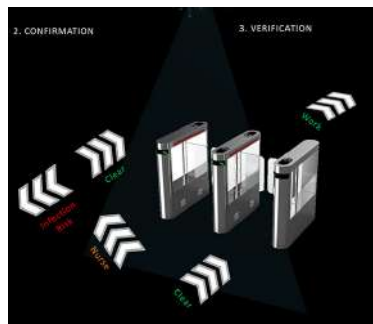 2. CONFIRMATION
3. VERIFICATION
Work
Clear
Infection
Risk
Nurse
Clear